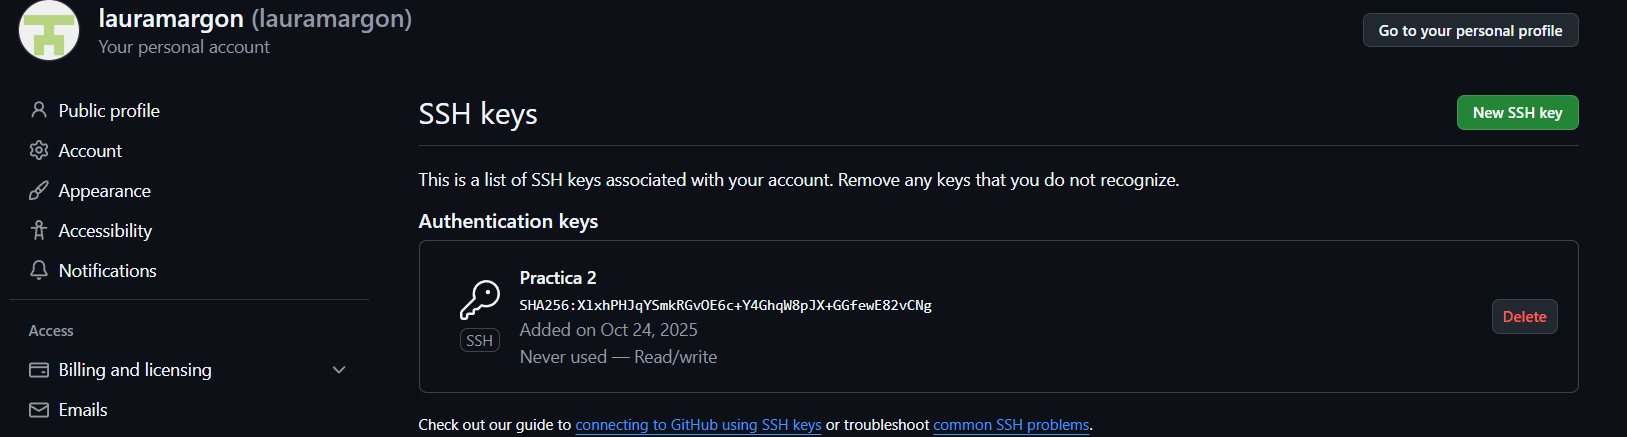 lauramargon (lauramargon)
Your personal account
Go to your personal profile
Public profile
Account
Appearance
Accessibility
Notifications
Access
Billing and licensing
Emails
SSH keys
New SSH key
This is a list of SSH keys associated with your account. Remove any keys that you do not recognize.
Authentication keys
Practica 2
SHA256:XlxhPHJqYSmkRGvOE6c+Y4GhqW8pJX+GGfewE82vCNg
Added on Oct 24, 2025
Never used — Read/write
SSH
Delete
Check out our guide to connecting to GitHub using SSH keys or troubleshoot common SSH problems.